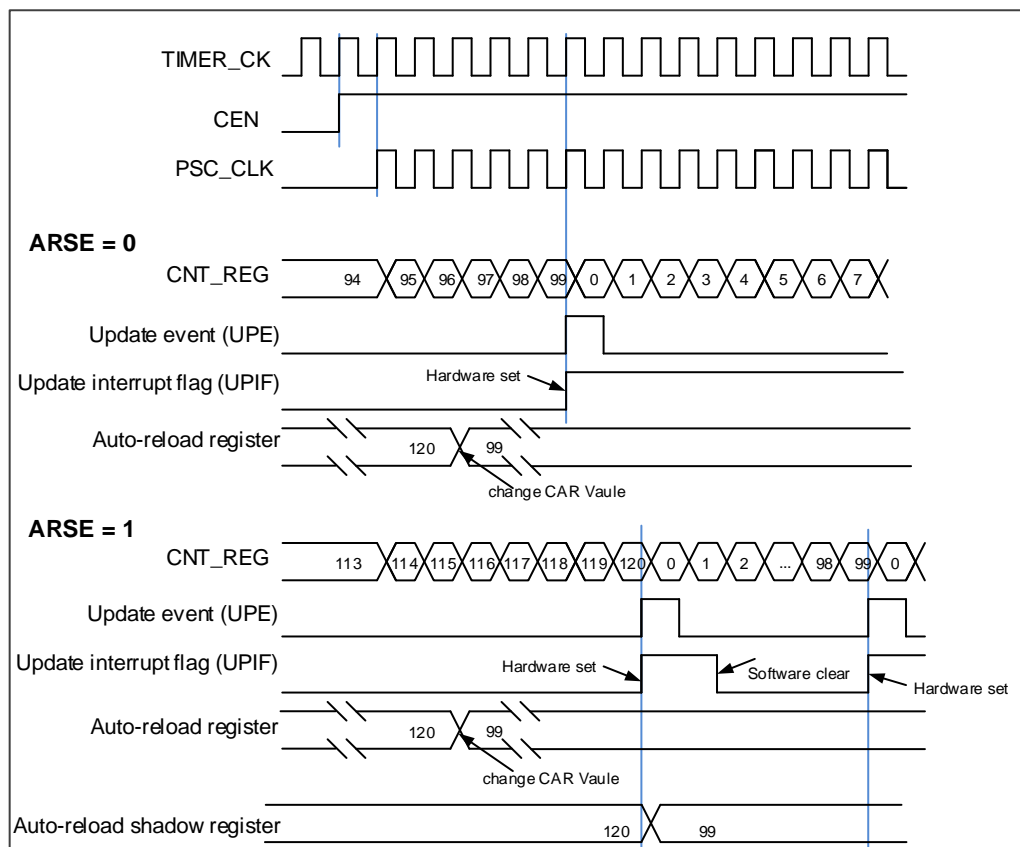 TIMER_CK
CEN
PSC_CLK
ARSE = 0
CNT_REG 94 95 96 97 98 99 0 1 2 3 4 5 6 7
Update event (UPE)
Update interrupt flag (UPIF) Hardware set
Auto-reload register 120 99
change CAR Vaule
ARSE = 1
CNT_REG 113 114 115 116 117 118 119 120 0 1 2 ... 98 99 0
Update event (UPE)
Update interrupt flag (UPIF) Hardware set Software clear Hardware set
Auto-reload register 120 99
change CAR Vaule
Auto-reload shadow register 120 99